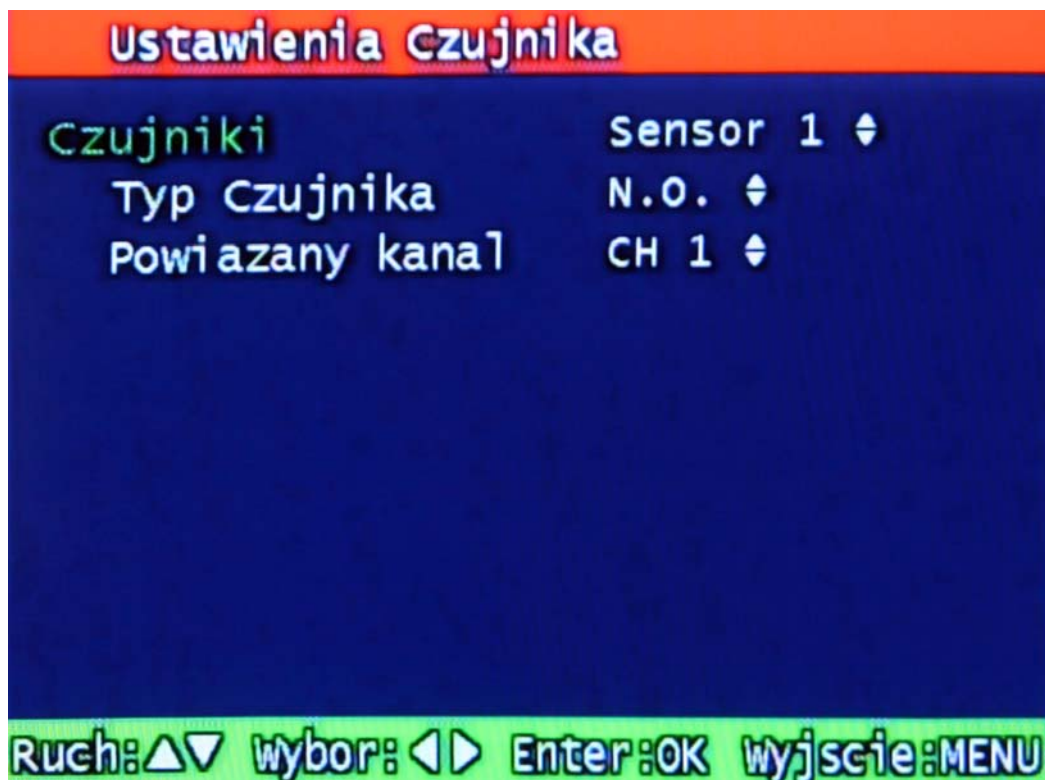 Ustawienia Czujnika
Czujniki Sensor 1
Typ Czujnika N.O.
Powiazany kanal CH 1
Ruch:△▽ Wybor:◁▷ Enter:OK Wyjscie:MENU